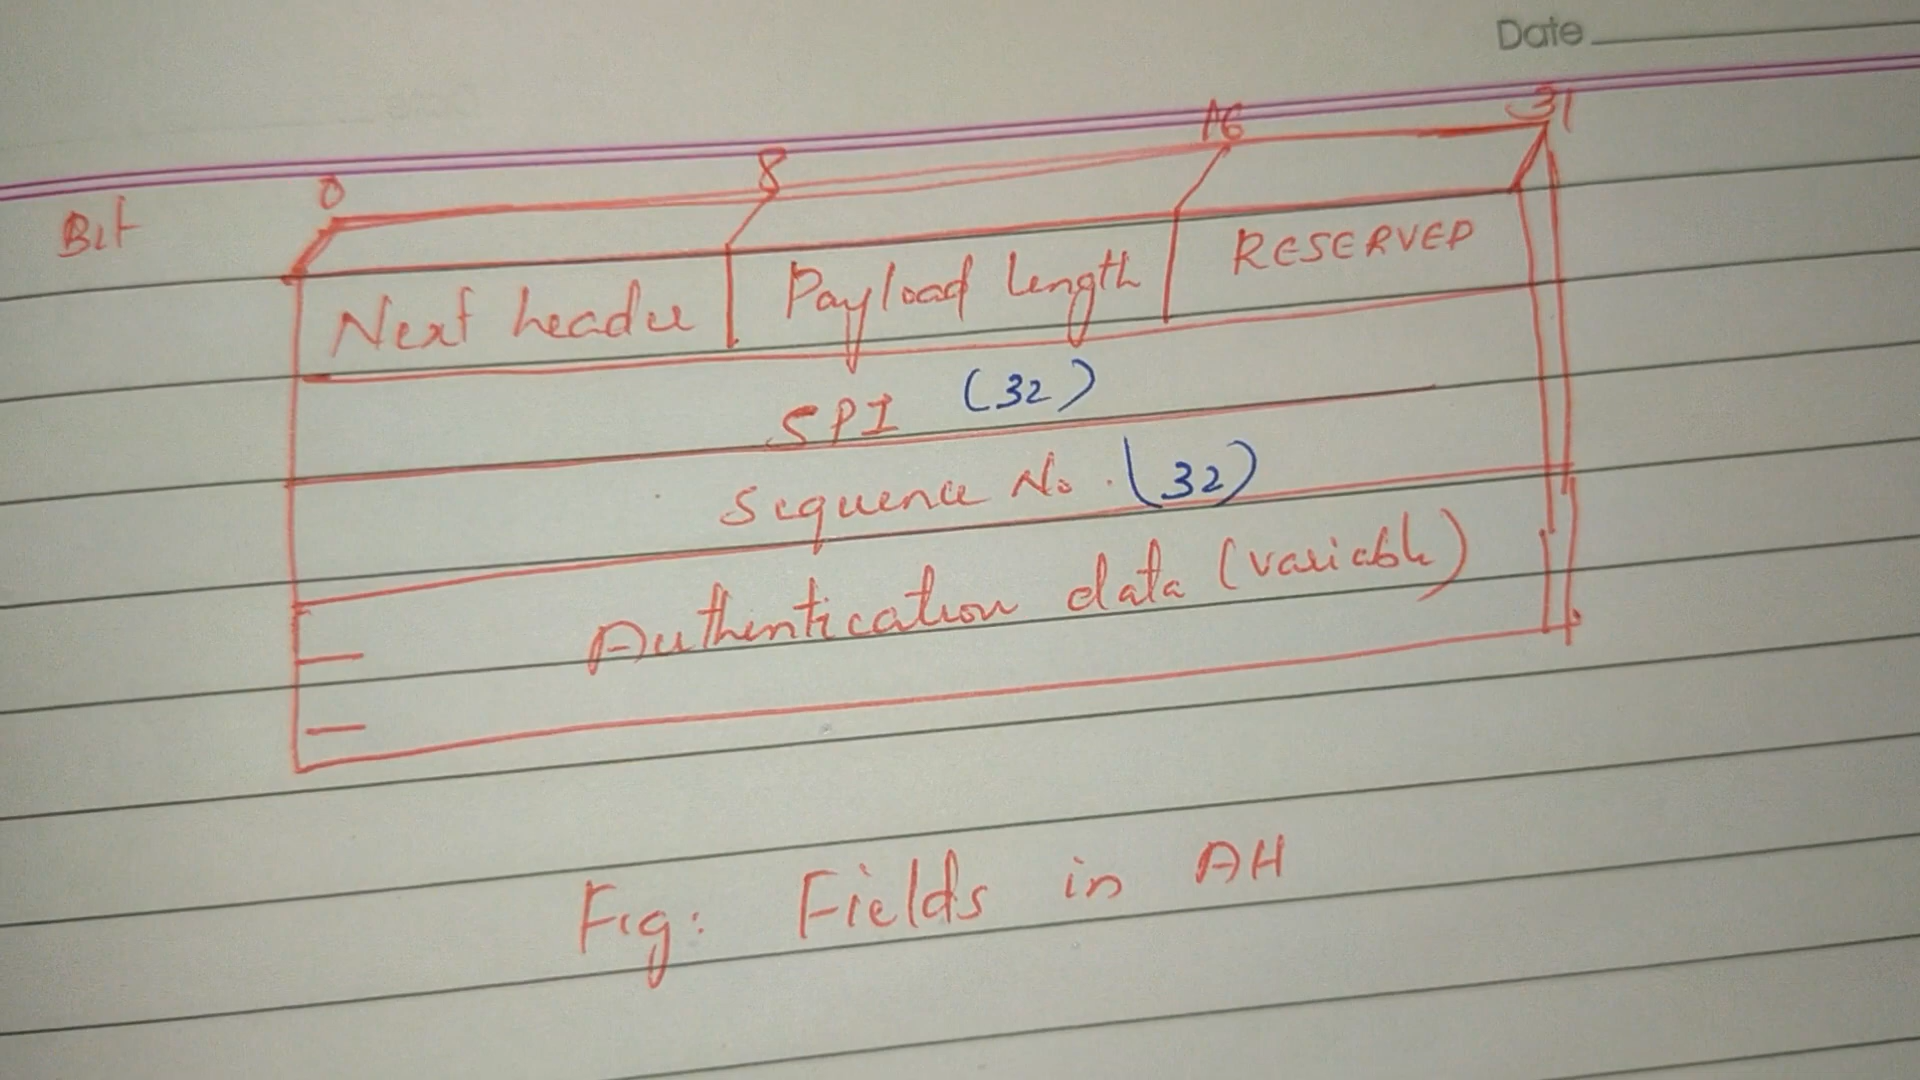 Date
0 8 16 31
Bit
Next header Payload length RESERVED
SPI (32)
Sequence No. (32)
Authentication data (variable)
Fig: Fields in AH